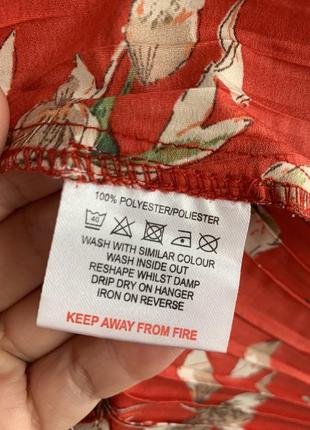 100% POLYESTER/POLIESTER
40
WASH WITH SIMILAR COLOUR
WASH INSIDE OUT
RESHAPE WHILST DAMP
DRIP DRY ON HANGER
IRON ON REVERSE
KEEP AWAY FROM FIRE